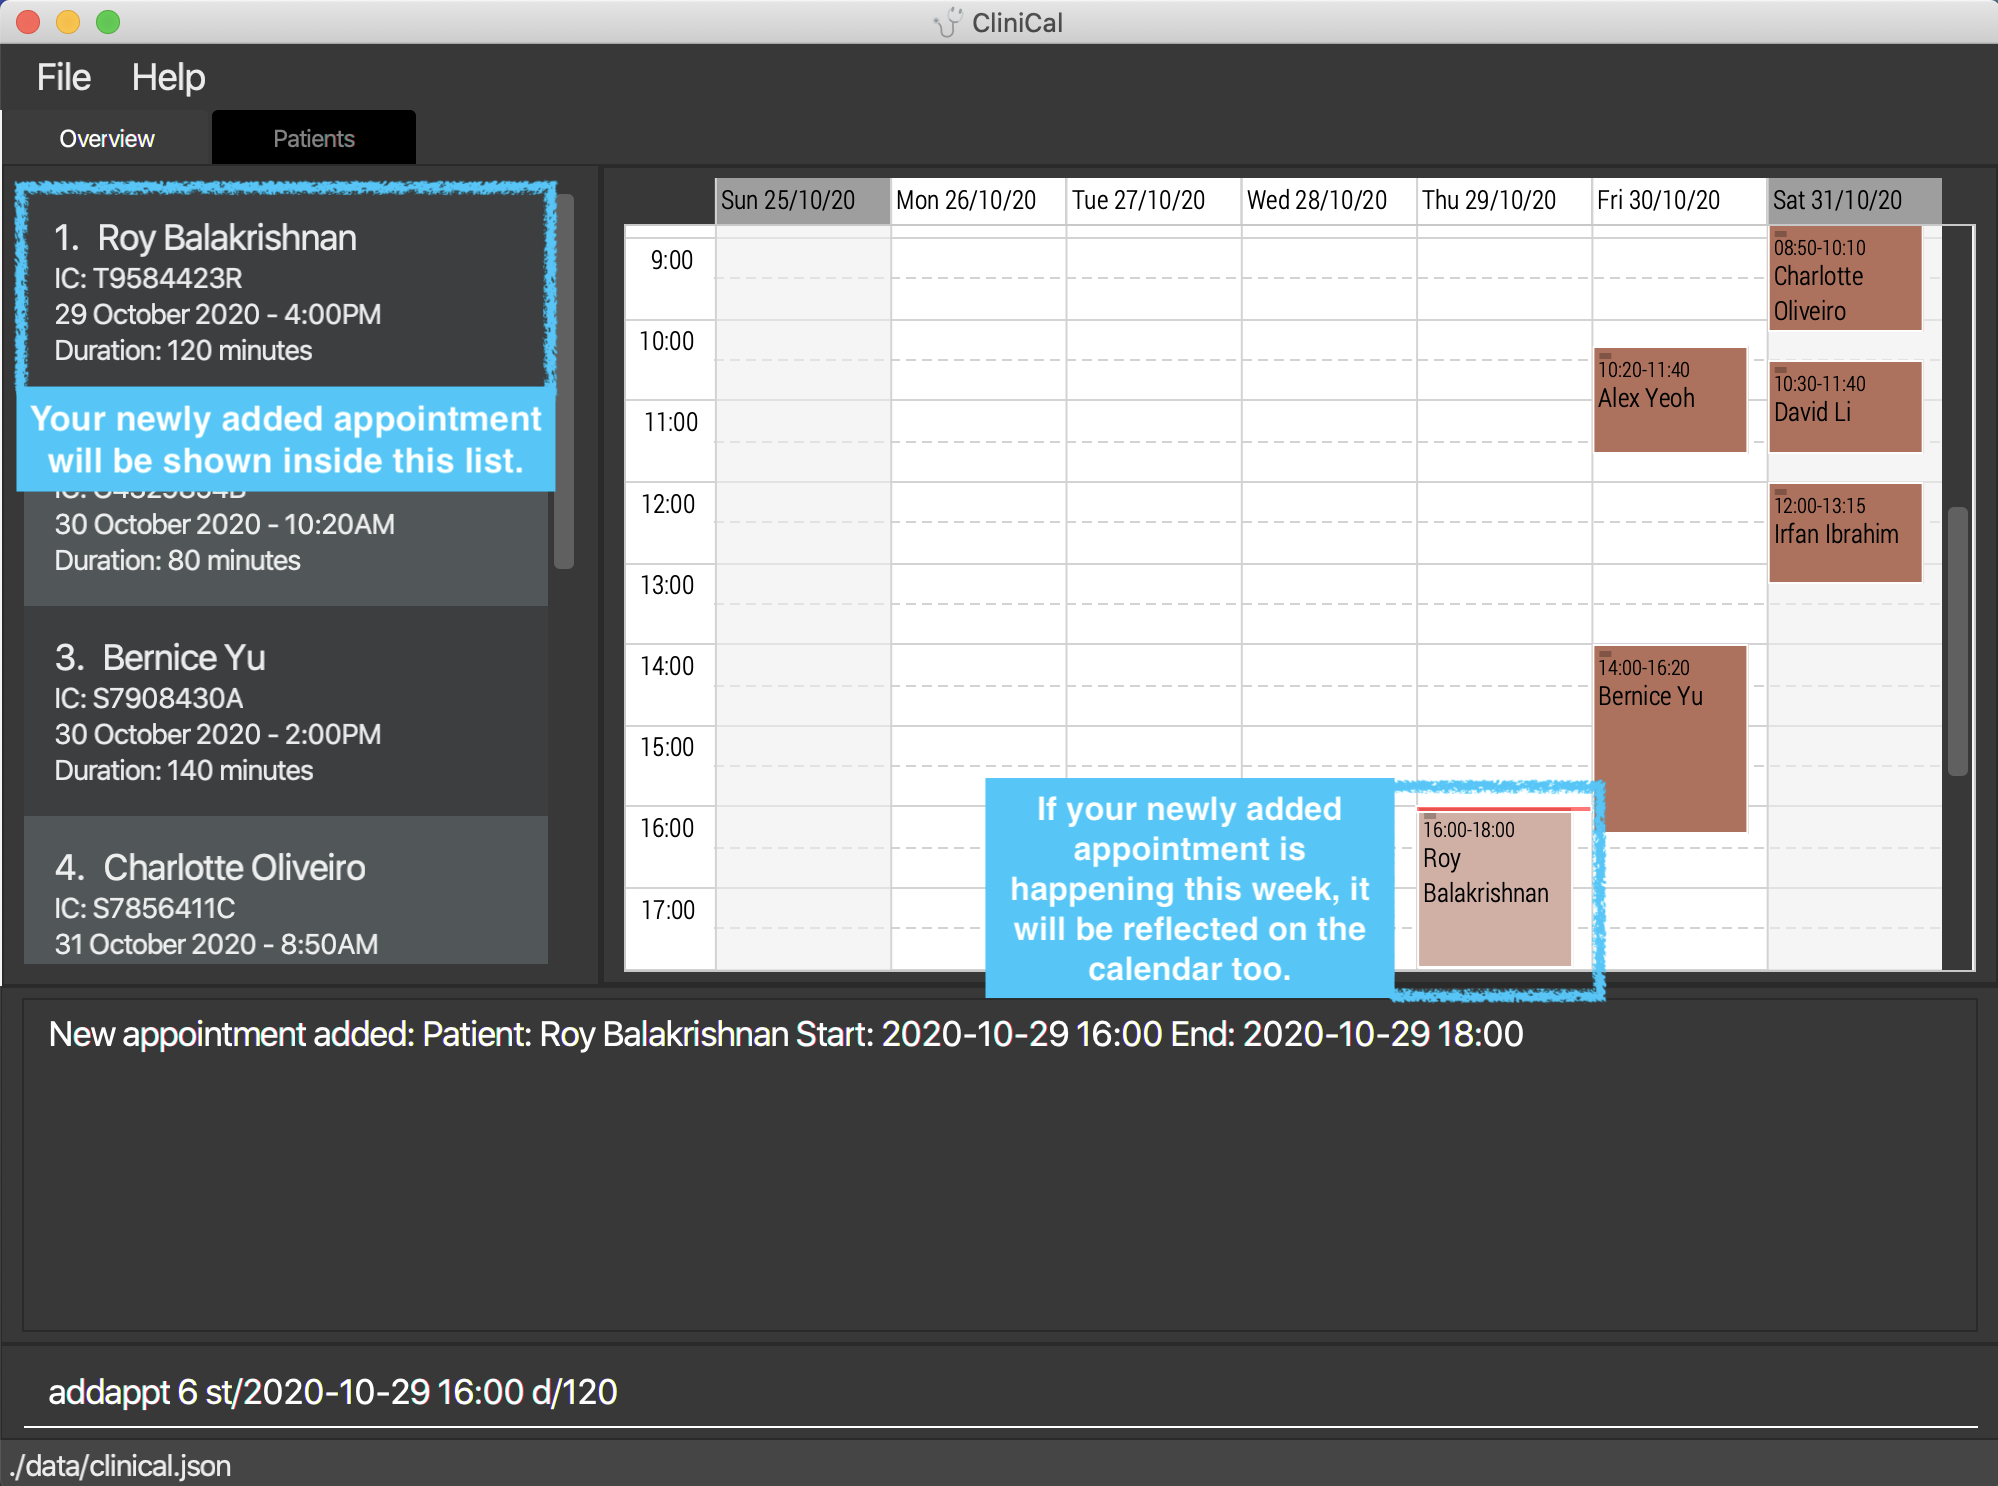 CliniCal
File Help
Overview Patients
1. Roy Balakrishnan
IC: T9584423R
29 October 2020 - 4:00PM
Duration: 120 minutes
Your newly added appointment
will be shown inside this list.
30 October 2020 - 10:20AM
Duration: 80 minutes
3. Bernice Yu
IC: S7908430A
30 October 2020 - 2:00PM
Duration: 140 minutes
4. Charlotte Oliveiro
IC: S7856411C
31 October 2020 - 8:50AM
Sun 25/10/20 Mon 26/10/20 Tue 27/10/20 Wed 28/10/20 Thu 29/10/20 Fri 30/10/20 Sat 31/10/20
9:00
10:00
11:00
12:00
13:00
14:00
15:00
16:00
17:00
If your newly added
appointment is
happening this week, it
will be reflected on the
calendar too.
16:00-18:00
Roy
Balakrishnan
10:20-11:40
Alex Yeoh
14:00-16:20
Bernice Yu
08:50-10:10
Charlotte
Oliveiro
10:30-11:40
David Li
12:00-13:15
Irfan Ibrahim
New appointment added: Patient: Roy Balakrishnan Start: 2020-10-29 16:00 End: 2020-10-29 18:00
addappt 6 st/2020-10-29 16:00 d/120
./data/clinical.json